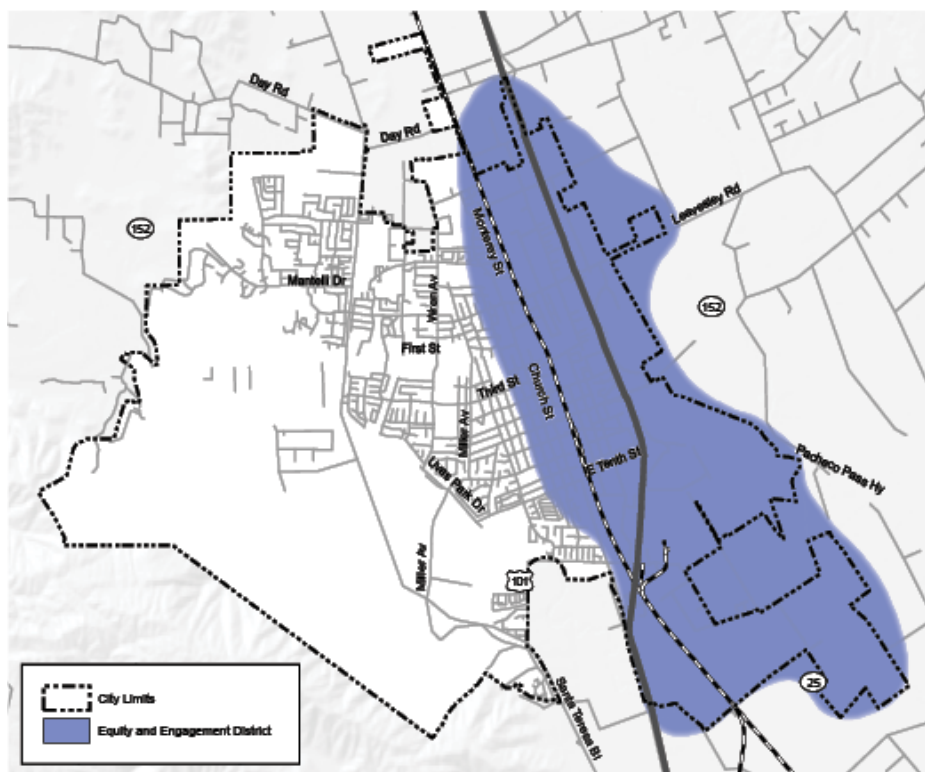 Day Rd
Day Rd
Leavesley Rd
152
Monterey St
Mantelli Dr
Wren Av
152
First St
Church St
Third St
Miller Av
E Tenth St
Pacheco Pass Hy
Uvas Park Dr
Miller Av
101
25
Santa Teresa Bl
City Limits
Equity and Engagement District